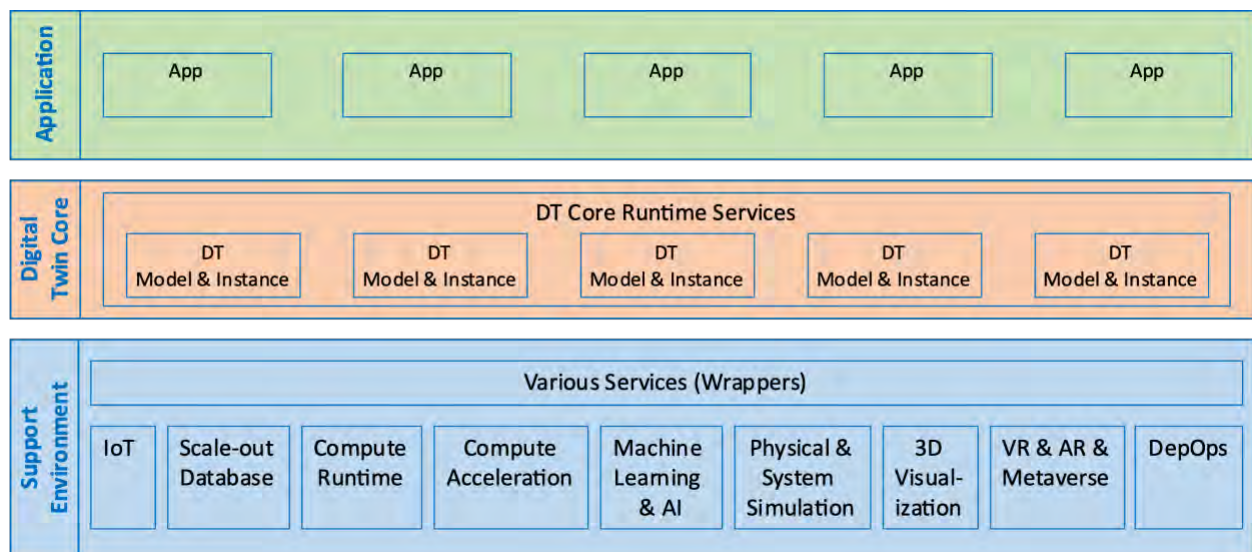 Application
App
App
App
App
App
Digital
Twin Core
DT Core Runtime Services
DT
Model & Instance
DT
Model & Instance
DT
Model & Instance
DT
Model & Instance
DT
Model & Instance
Support
Environment
Various Services (Wrappers)
IoT
Scale-out
Database
Compute
Runtime
Compute
Acceleration
Machine
Learning
& AI
Physical &
System
Simulation
3D
Visual-
ization
VR & AR &
Metaverse
DepOps